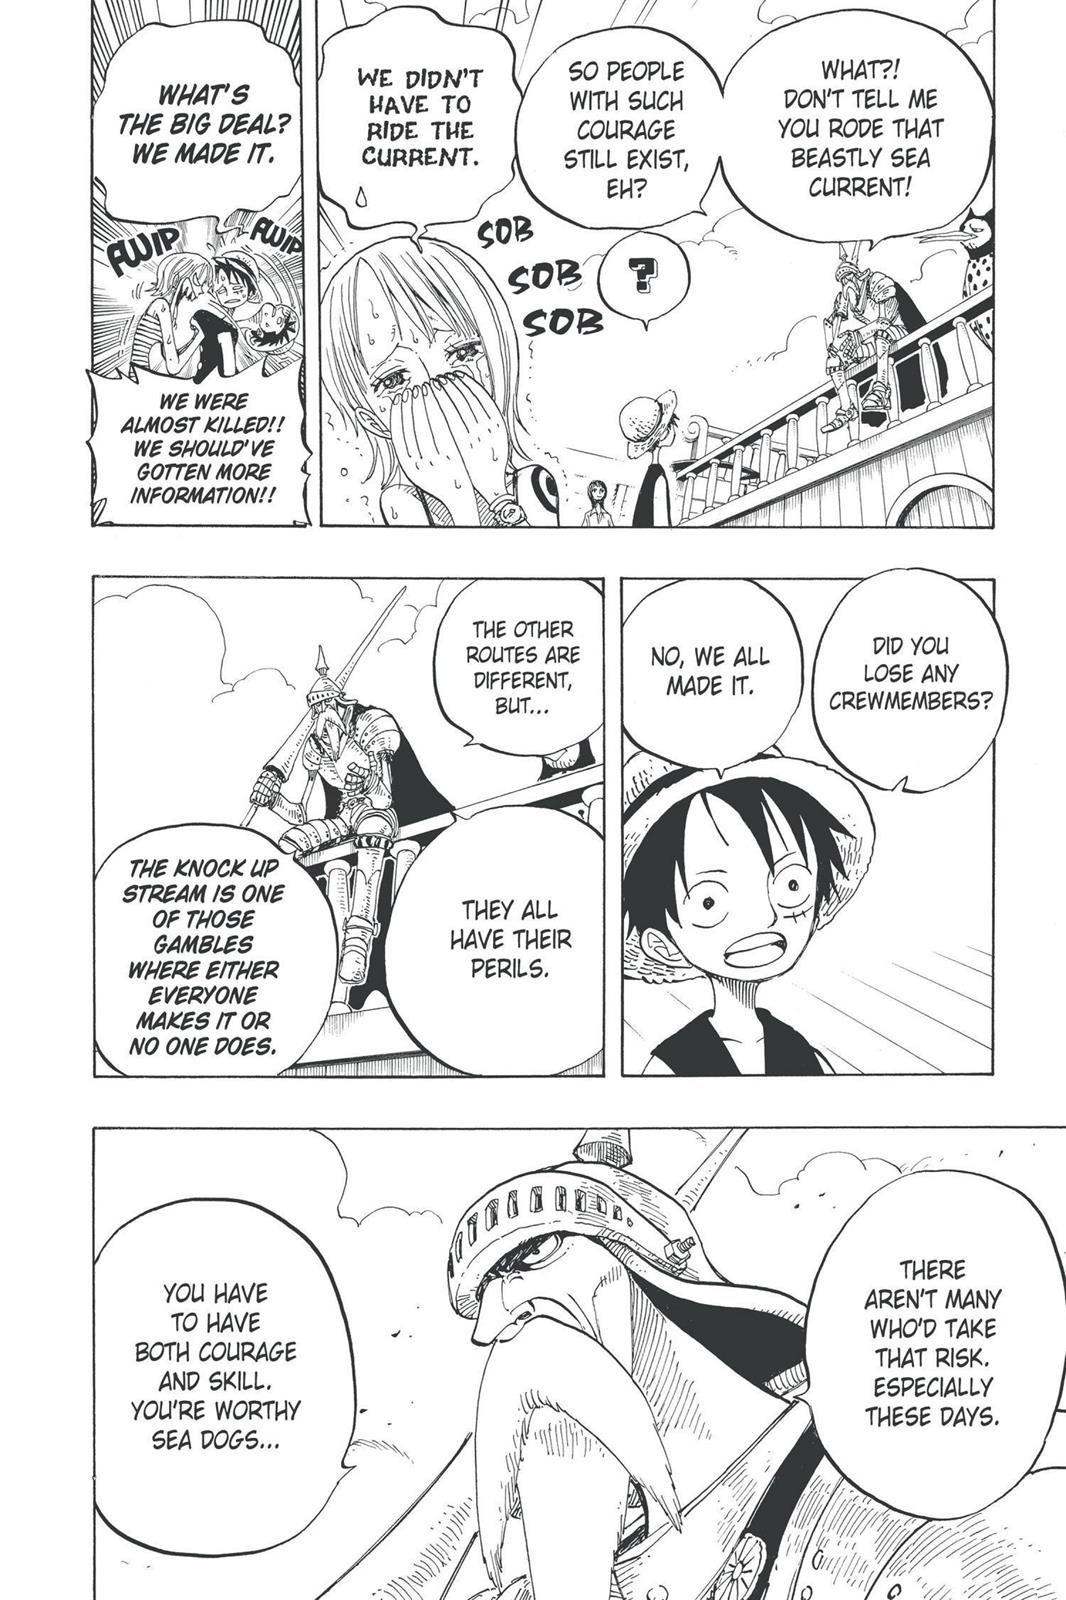 WHAT?!
DON'T TELL ME
YOU RODE THAT
BEASTLY SEA
CURRENT!
SO PEOPLE
WITH SUCH
COURAGE
STILL EXIST,
EH?
?
WE DIDN'T
HAVE TO
RIDE THE
CURRENT.
SOB
SOB
SOB
WHAT'S
THE BIG DEAL?
WE MADE IT.
FWIP
FWIP
WE WERE
ALMOST KILLED!!
WE SHOULD'VE
GOTTEN MORE
INFORMATION!!
DID YOU
LOSE ANY
CREWMEMBERS?
NO, WE ALL
MADE IT.
THE OTHER
ROUTES ARE
DIFFERENT,
BUT...
THEY ALL
HAVE THEIR
PERILS.
THE KNOCK UP
STREAM IS ONE
OF THOSE
GAMBLES
WHERE EITHER
EVERYONE
MAKES IT OR
NO ONE DOES.
THERE
AREN'T MANY
WHO'D TAKE
THAT RISK.
ESPECIALLY
THESE DAYS.
YOU HAVE
TO HAVE
BOTH COURAGE
AND SKILL.
YOU'RE WORTHY
SEA DOGS...